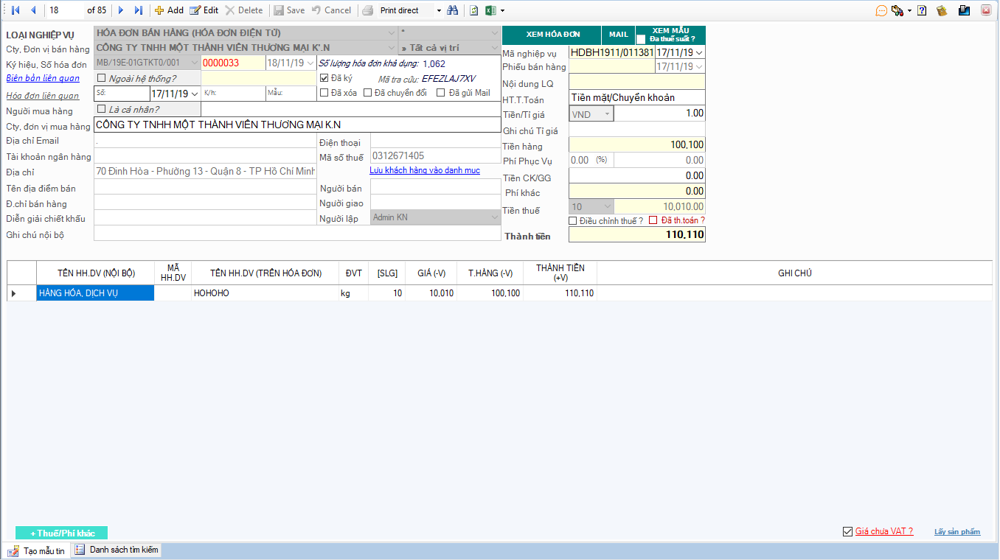 18 of 85 Add Edit Delete Save Cancel Print direct
LOẠI NGHIỆP VỤ HÓA ĐƠN BÁN HÀNG (HÓA ĐƠN ĐIỆN TỬ) * XEM HÓA ĐƠN MAIL XEM MẪU
Đa thuế suất ?
Cty, Đơn vị bán hàng CÔNG TY TNHH MỘT THÀNH VIÊN THƯƠNG MẠI K'.N » Tất cả vị trí Mã nghiệp vụ HDBH1911/011381 17/11/19
Ký hiệu, Số hóa đơn MB/19E-01GTKT0/001 0000033 18/11/19 Số lượng hóa đơn khả dụng: 1,062 Phiếu bán hàng 17/11/19
Biên bản liên quan Ngoài hệ thống? Đã ký Mã tra cứu: EFEZLAJ7XV Nội dung LQ
Hóa đơn liên quan Số: 17/11/19 K/h: Mẫu: Đã xóa Đã chuyển đổi Đã gửi Mail HT.T.Toán Tiền mặt/Chuyển khoản
Người mua hàng Là cá nhân? Tiền/Tỉ giá VND 1.00
Cty, đơn vị mua hàng CÔNG TY TNHH MỘT THÀNH VIÊN THƯƠNG MẠI K.N Ghi chú Tỉ giá
Địa chỉ Email . Điện thoại Tiền hàng 100,100
Tài khoản ngân hàng Mã số thuế 0312671405 Phí Phục Vụ 0.00 (%) 0.00
Địa chỉ 70 Đình Hòa - Phường 13 - Quận 8 - TP Hồ Chí Minh Lưu khách hàng vào danh mục Tiền CK/GG 0.00
Tên địa điểm bán Người bán Phí khác 0.00
Đ.chỉ bán hàng Người giao Tiền thuế 10 10,010.00
Diễn giải chiết khấu Người lập Admin KN Điều chỉnh thuế ? Đã th.toán ?
Ghi chú nội bộ Thành tiền 110,110
TÊN HH.DV (NỘI BỘ) MÃ HH.DV TÊN HH.DV (TRÊN HÓA ĐƠN) ĐVT [SLG] GIÁ (-V) T.HÀNG (-V) THÀNH TIỀN (+V) GHI CHÚ
HÀNG HÓA, DỊCH VỤ HOHOHO kg 10 10,010 100,100 110,110
+Thuế/Phí khác Giá chưa VAT ? Lấy sản phẩm
Tạo mẫu tin Danh sách tìm kiếm